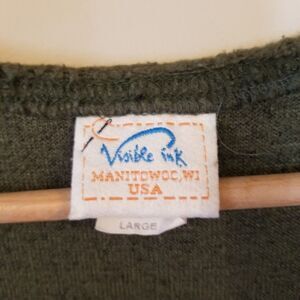 Visible ink
MANITOWOC, WI
USA
LARGE